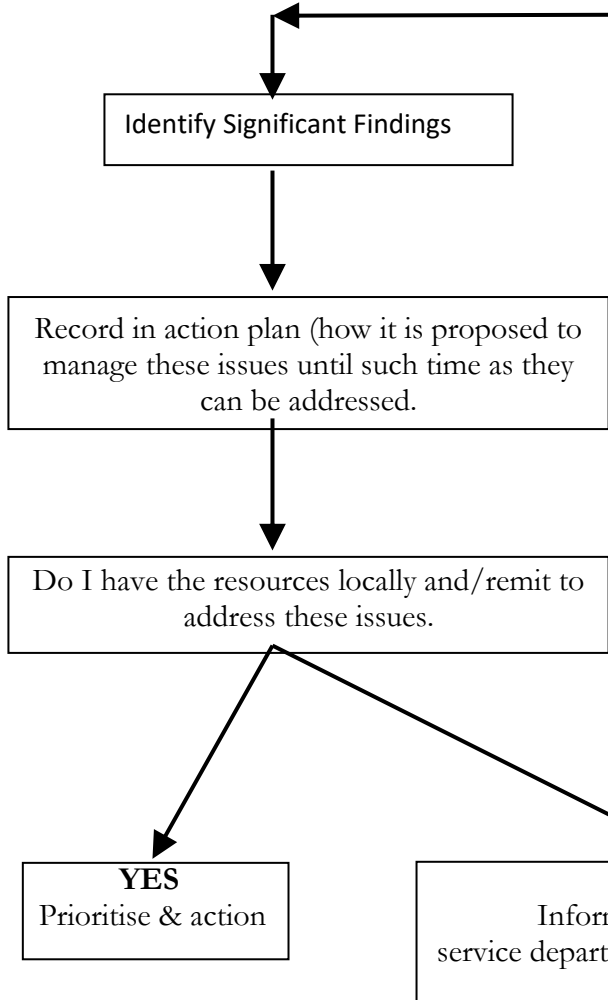 Identify Significant Findings
Record in action plan (how it is proposed to
manage these issues until such time as they
can be addressed.
Do I have the resources locally and/remit to
address these issues.
YES
Prioritise & action
service